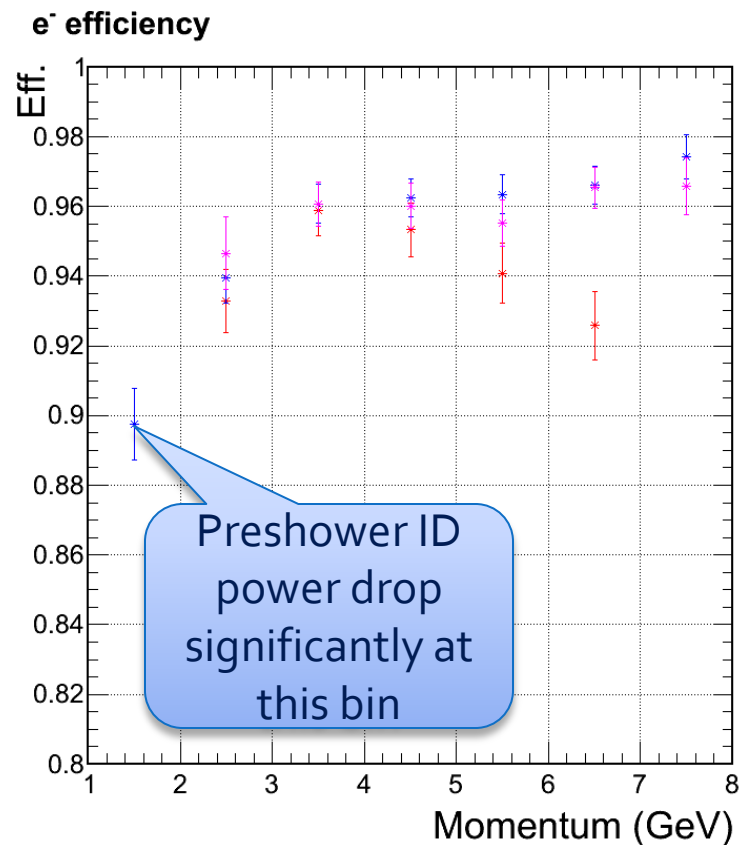 e- efficiency
Eff.
1
0.98
0.96
0.94
0.92
0.9
0.88
0.86
0.84
0.82
0.8
Preshower ID
power drop
significantly at
this bin
1 2 3 4 5 6 7 8
Momentum (GeV)